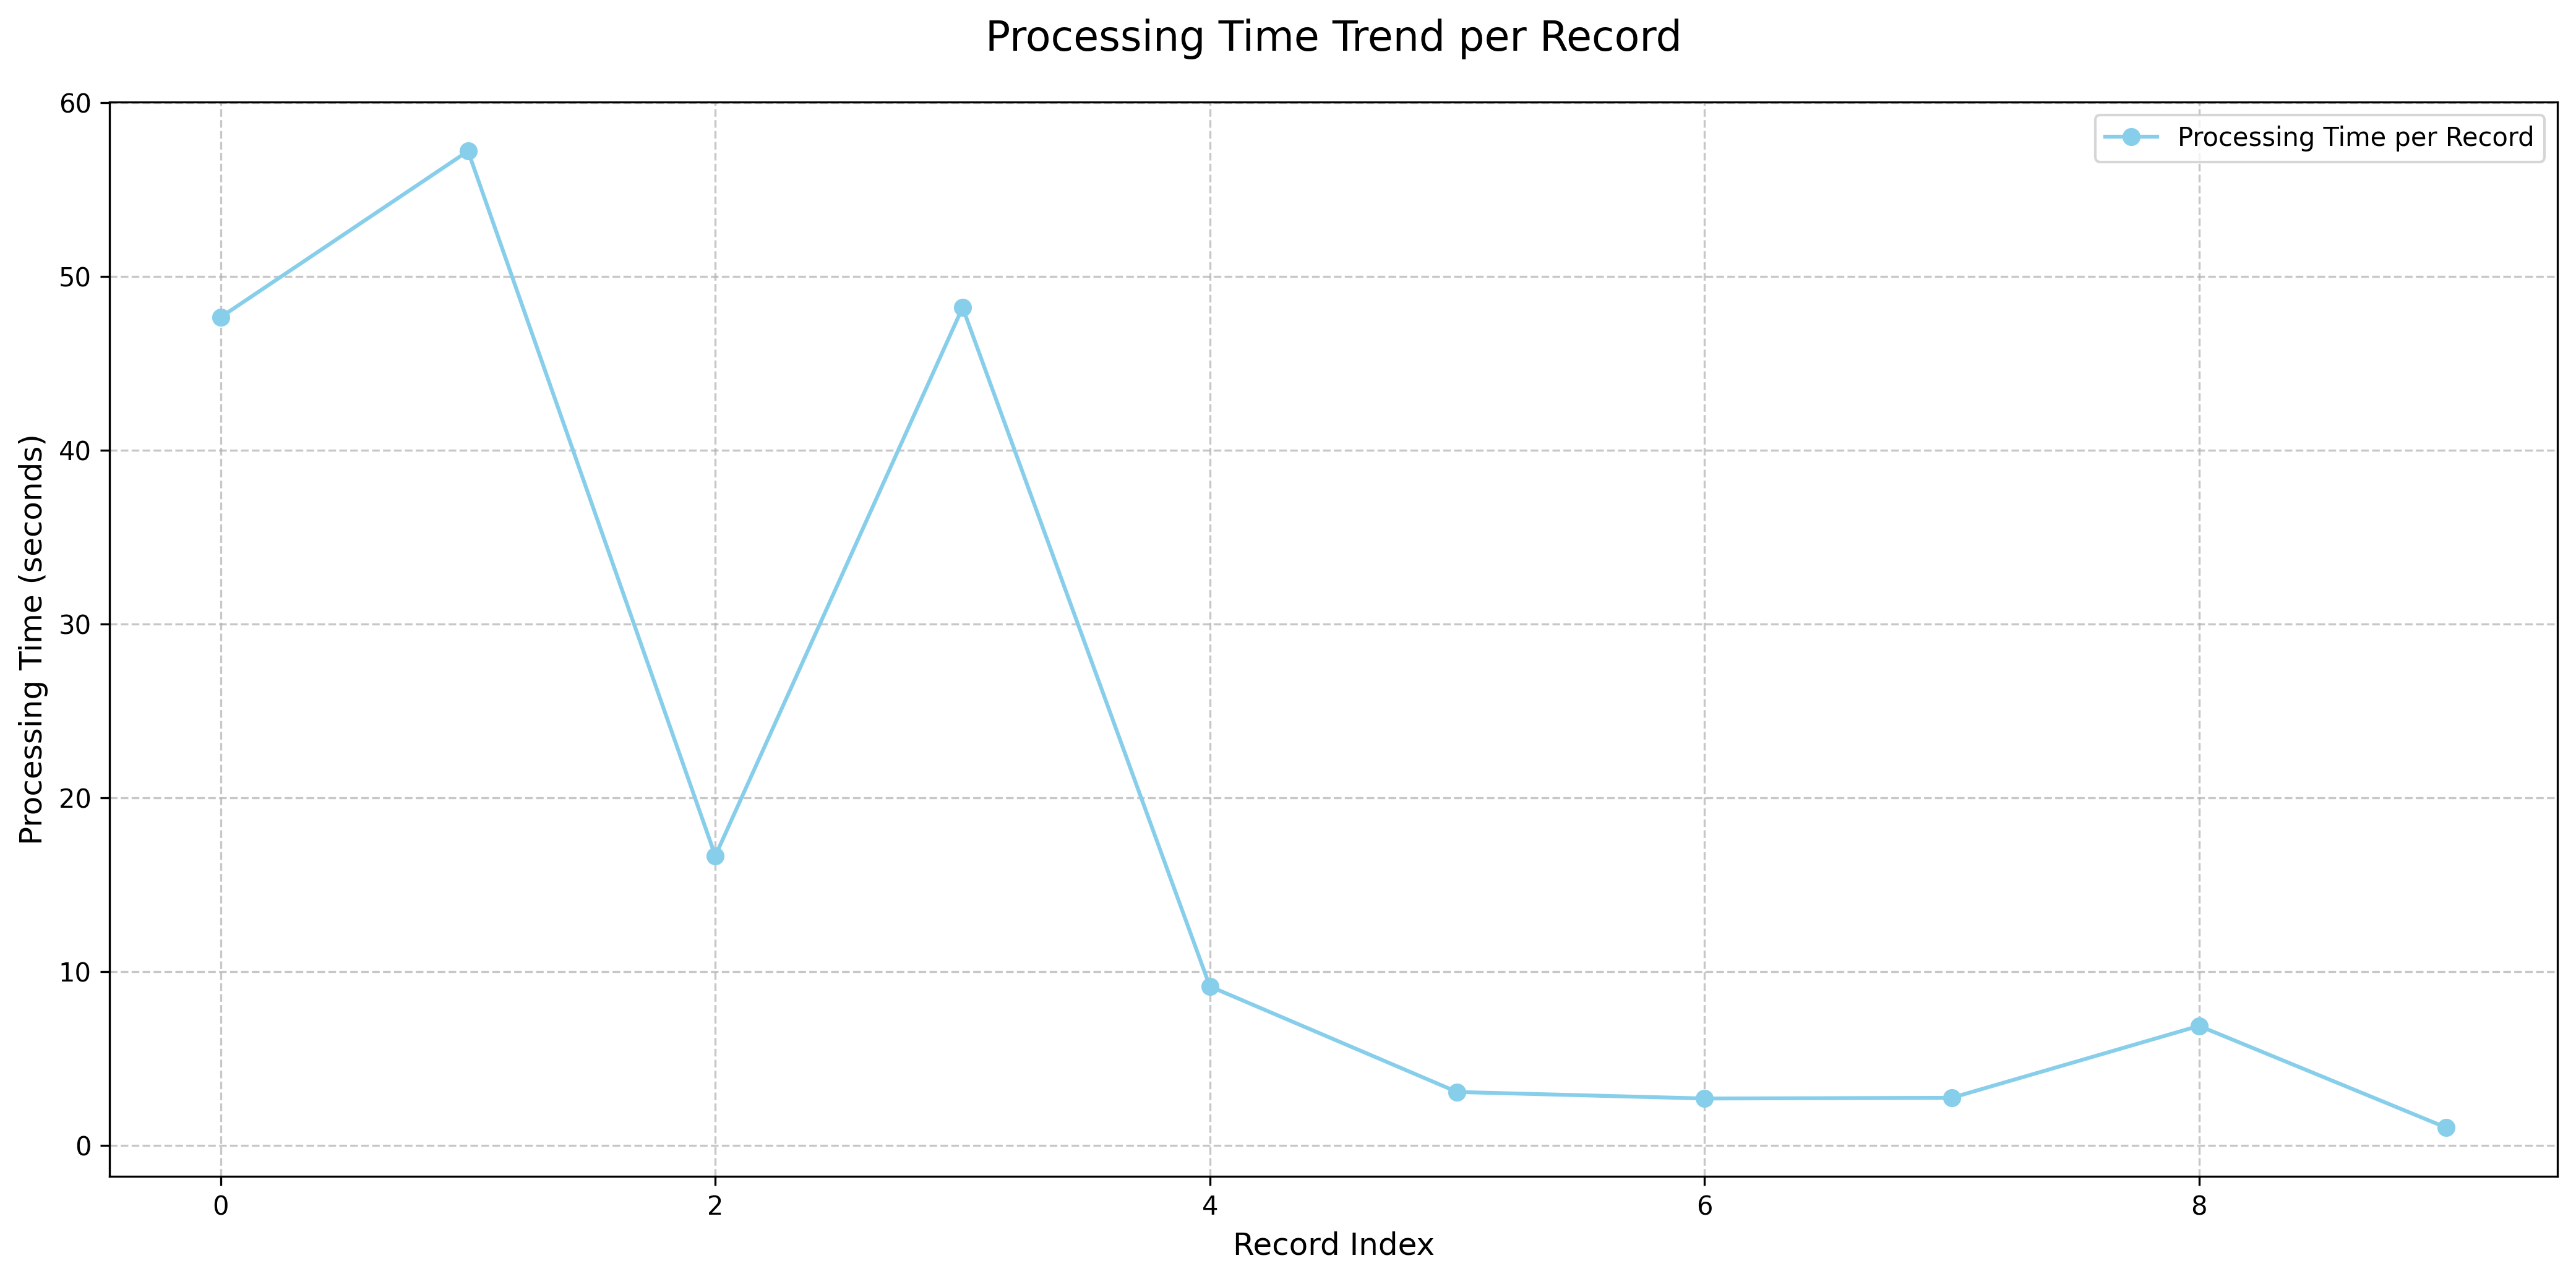 Processing Time Trend per Record
Processing Time per Record
Processing Time (seconds)
60
50
40
30
20
10
0
0 2 4 6 8
Record Index